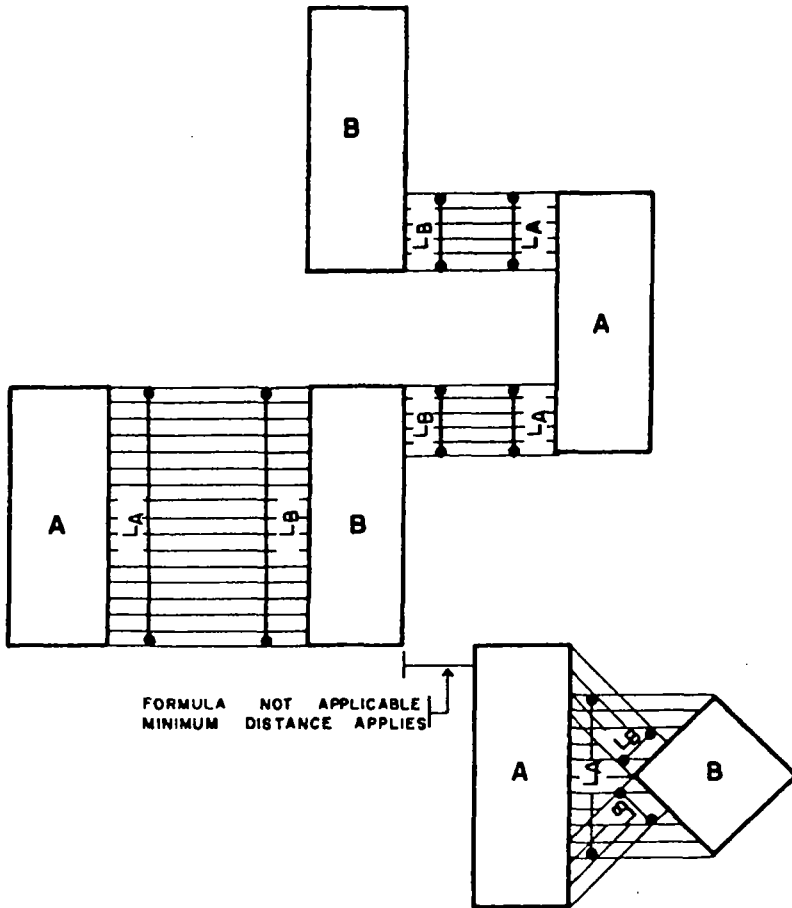 B
LB LA
A
LB LA
A LA LB B
FORMULA NOT APPLICABLE
MINIMUM DISTANCE APPLIES
A LA LB B
LB